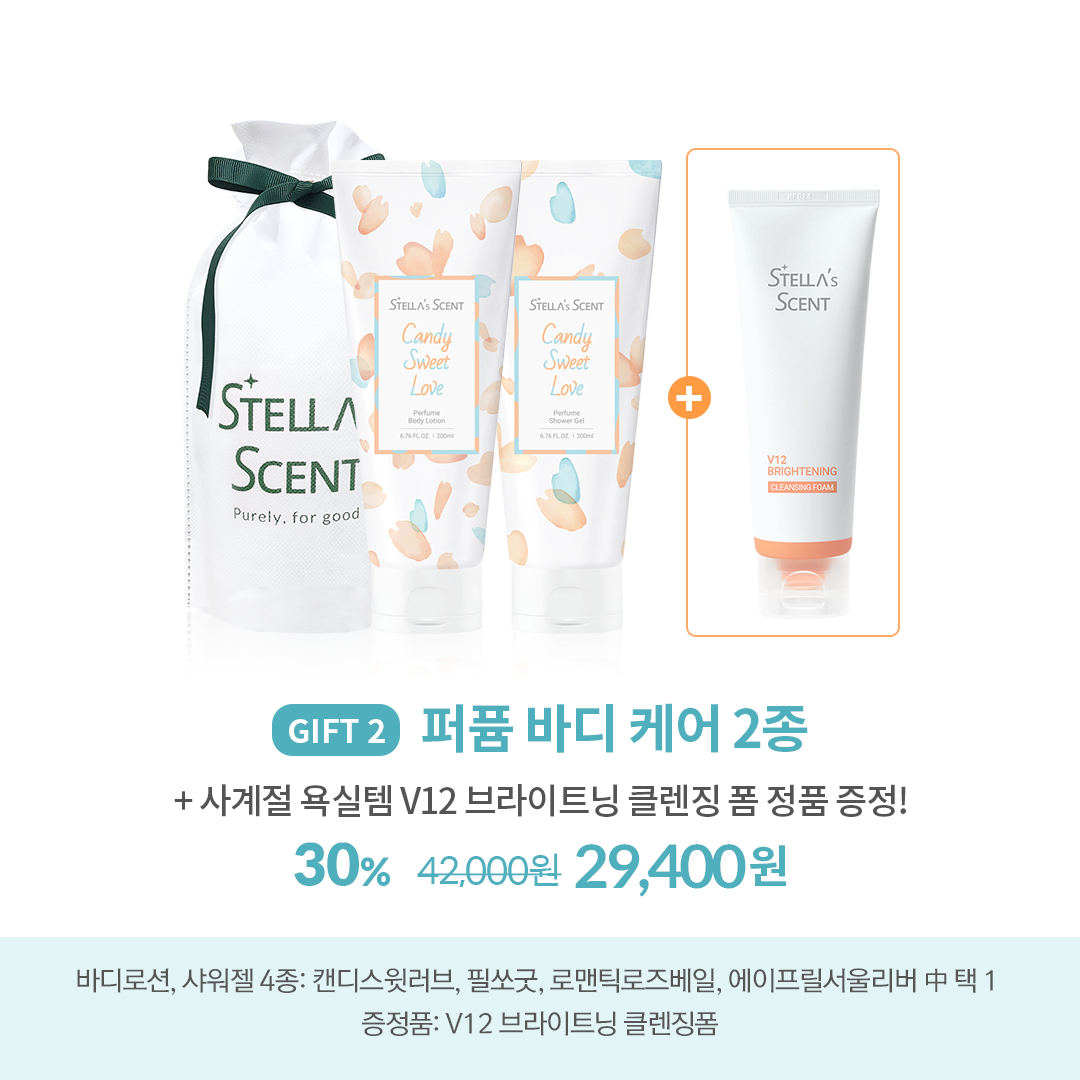 STELLA
SCENT
Purely, for good
STELLA's SCENT
Candy
Sweet
Love
Perfume
Body Lotion
6.76 FL.OZ. | 200ml
STELLA's SCENT
Candy
Sweet
Love
Perfume
Shower Gel
6.76 FL.OZ. | 200ml
+
STELLA's
SCENT
V12
BRIGHTENING
CLEANSING FOAM
GIFT 2 퍼퓸 바디 케어 2종
+ 사계절 욕실템 V12 브라이트닝 클렌징 폼 정품 증정!
30% 42,000원 29,400원
바디로션, 샤워젤 4종: 캔디스윗러브, 필쏘굿, 로맨틱로즈베일, 에이프릴서울리버 中 택 1
증정품: V12 브라이트닝 클렌징폼